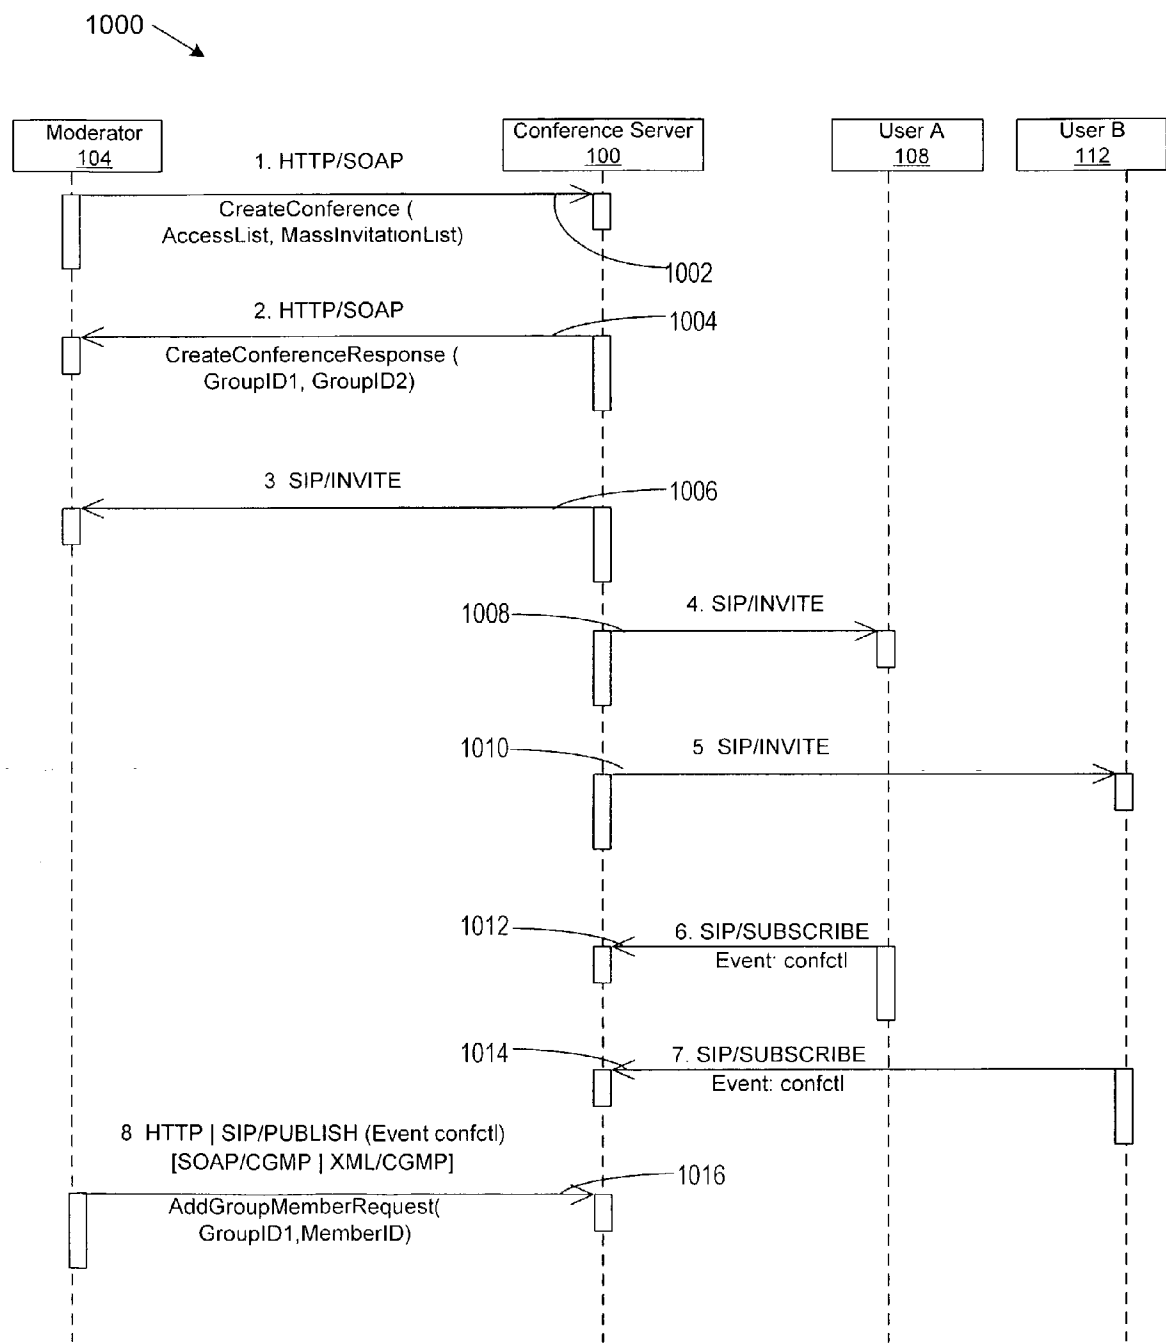 1000
Moderator
104
Conference Server
100
User A
108
User B
112
1. HTTP/SOAP
CreateConference (
AccessList, MassInvitationList)
1002
2. HTTP/SOAP
1004
CreateConferenceResponse (
GroupID1, GroupID2)
3 SIP/INVITE
1006
1008
4. SIP/INVITE
1010
5 SIP/INVITE
1012
6. SIP/SUBSCRIBE
Event: confctl
1014
7. SIP/SUBSCRIBE
Event: confctl
8 HTTP | SIP/PUBLISH (Event confctl)
[SOAP/CGMP | XML/CGMP]
1016
AddGroupMemberRequest(
GroupID1,MemberID)